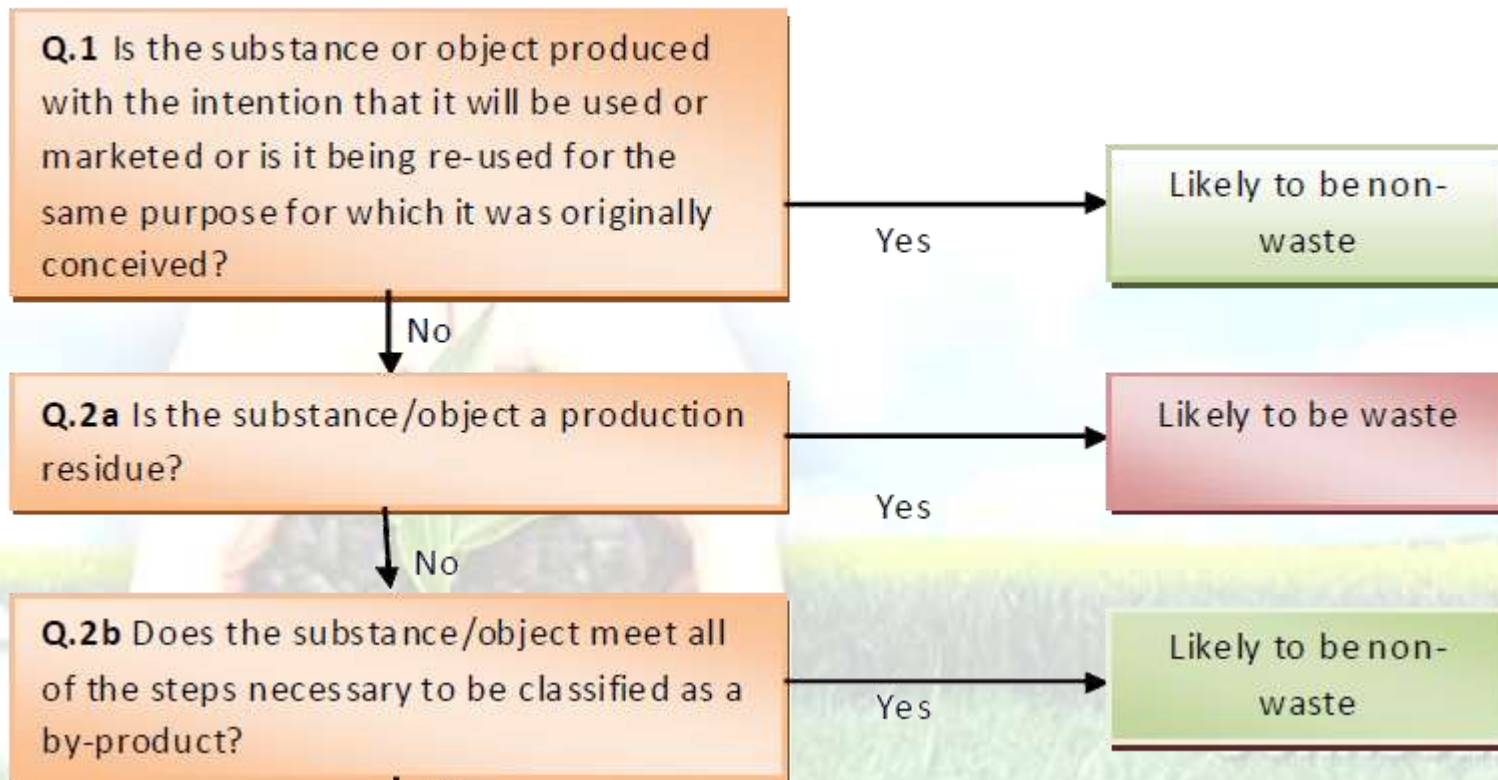 Q.1 Is the substance or object produced
with the intention that it will be used or
marketed or is it being re-used for the
same purpose for which it was originally
conceived?
Yes
Likely to be non-
waste
No
Q.2a Is the substance/object a production
residue?
Yes
Likely to be waste
No
Q.2b Does the substance/object meet all
of the steps necessary to be classified as a
by-product?
Yes
Likely to be non-
waste